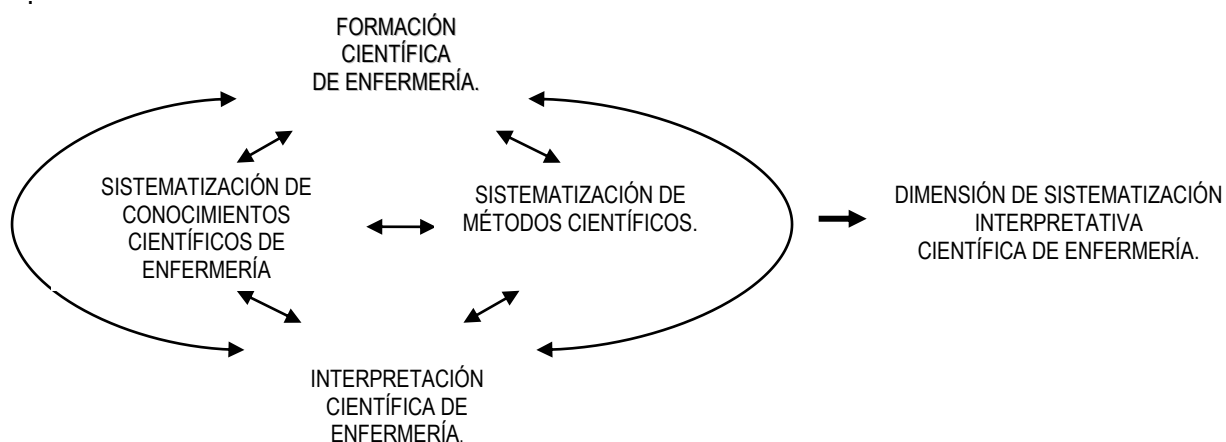 FORMACIÓN
CIENTÍFICA
DE ENFERMERÍA.
SISTEMATIZACIÓN DE
CONOCIMIENTOS
CIENTÍFICOS DE
ENFERMERÍA
SISTEMATIZACIÓN DE
MÉTODOS CIENTÍFICOS.
DIMENSIÓN DE SISTEMATIZACIÓN
INTERPRETATIVA
CIENTÍFICA DE ENFERMERÍA.
INTERPRETACIÓN
CIENTÍFICA DE
ENFERMERÍA.